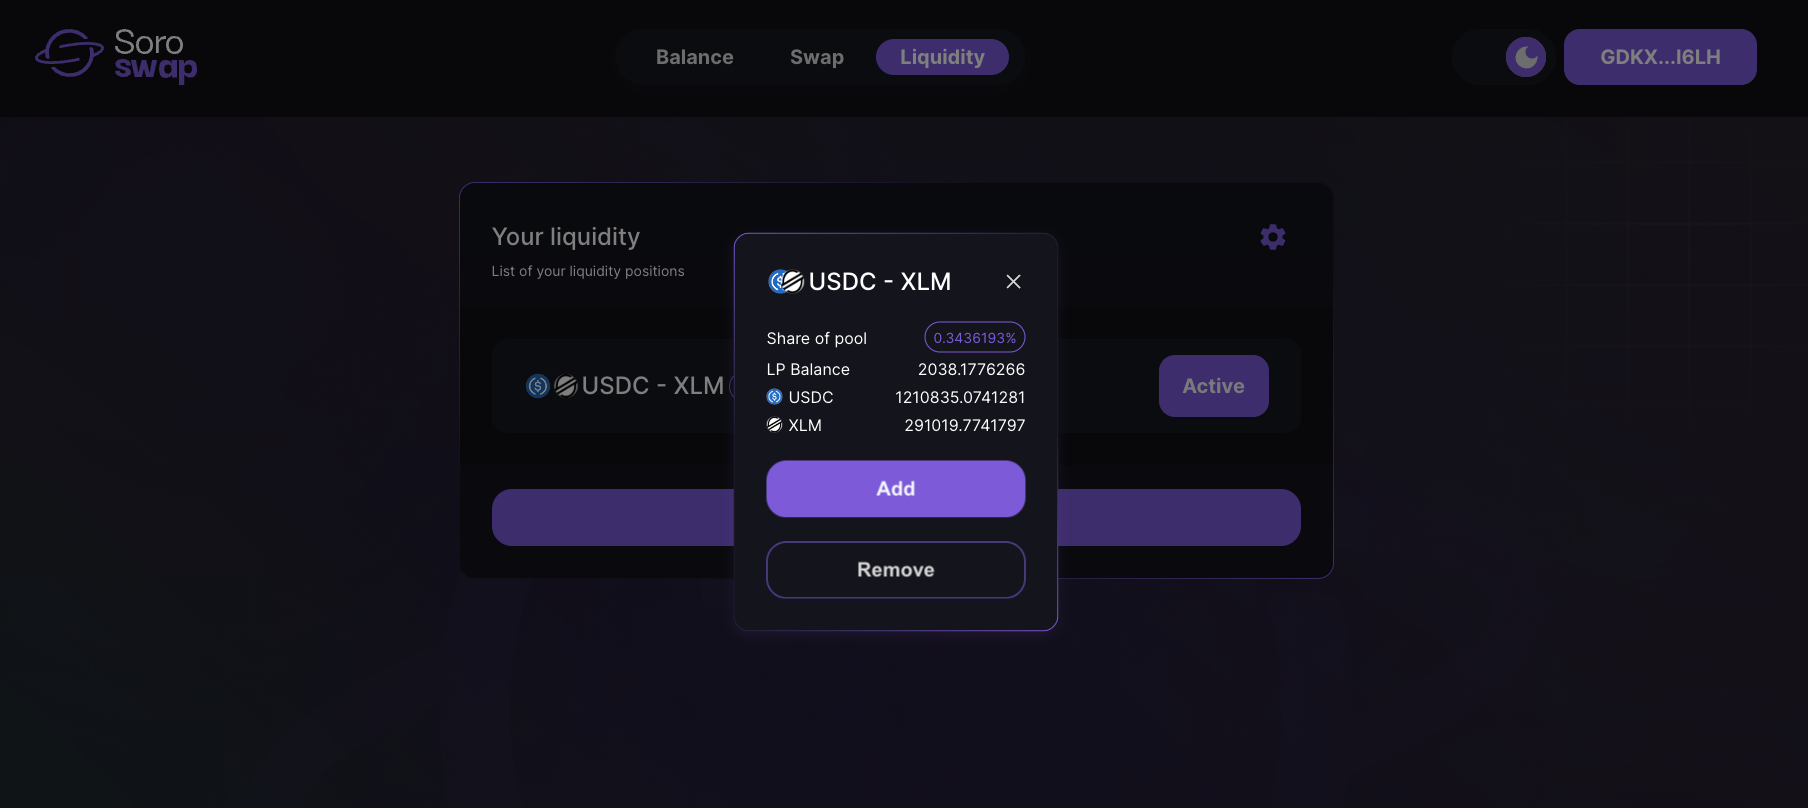 Soro
swap
Balance
Swap
Liquidity
GDKX...I6LH
Your liquidity
List of your liquidity positions
USDC - XLM
Share of pool 0.3436193%
LP Balance 2038.1776266
USDC 1210835.0741281
XLM 291019.7741797
USDC - XLM
Active
Add
Remove